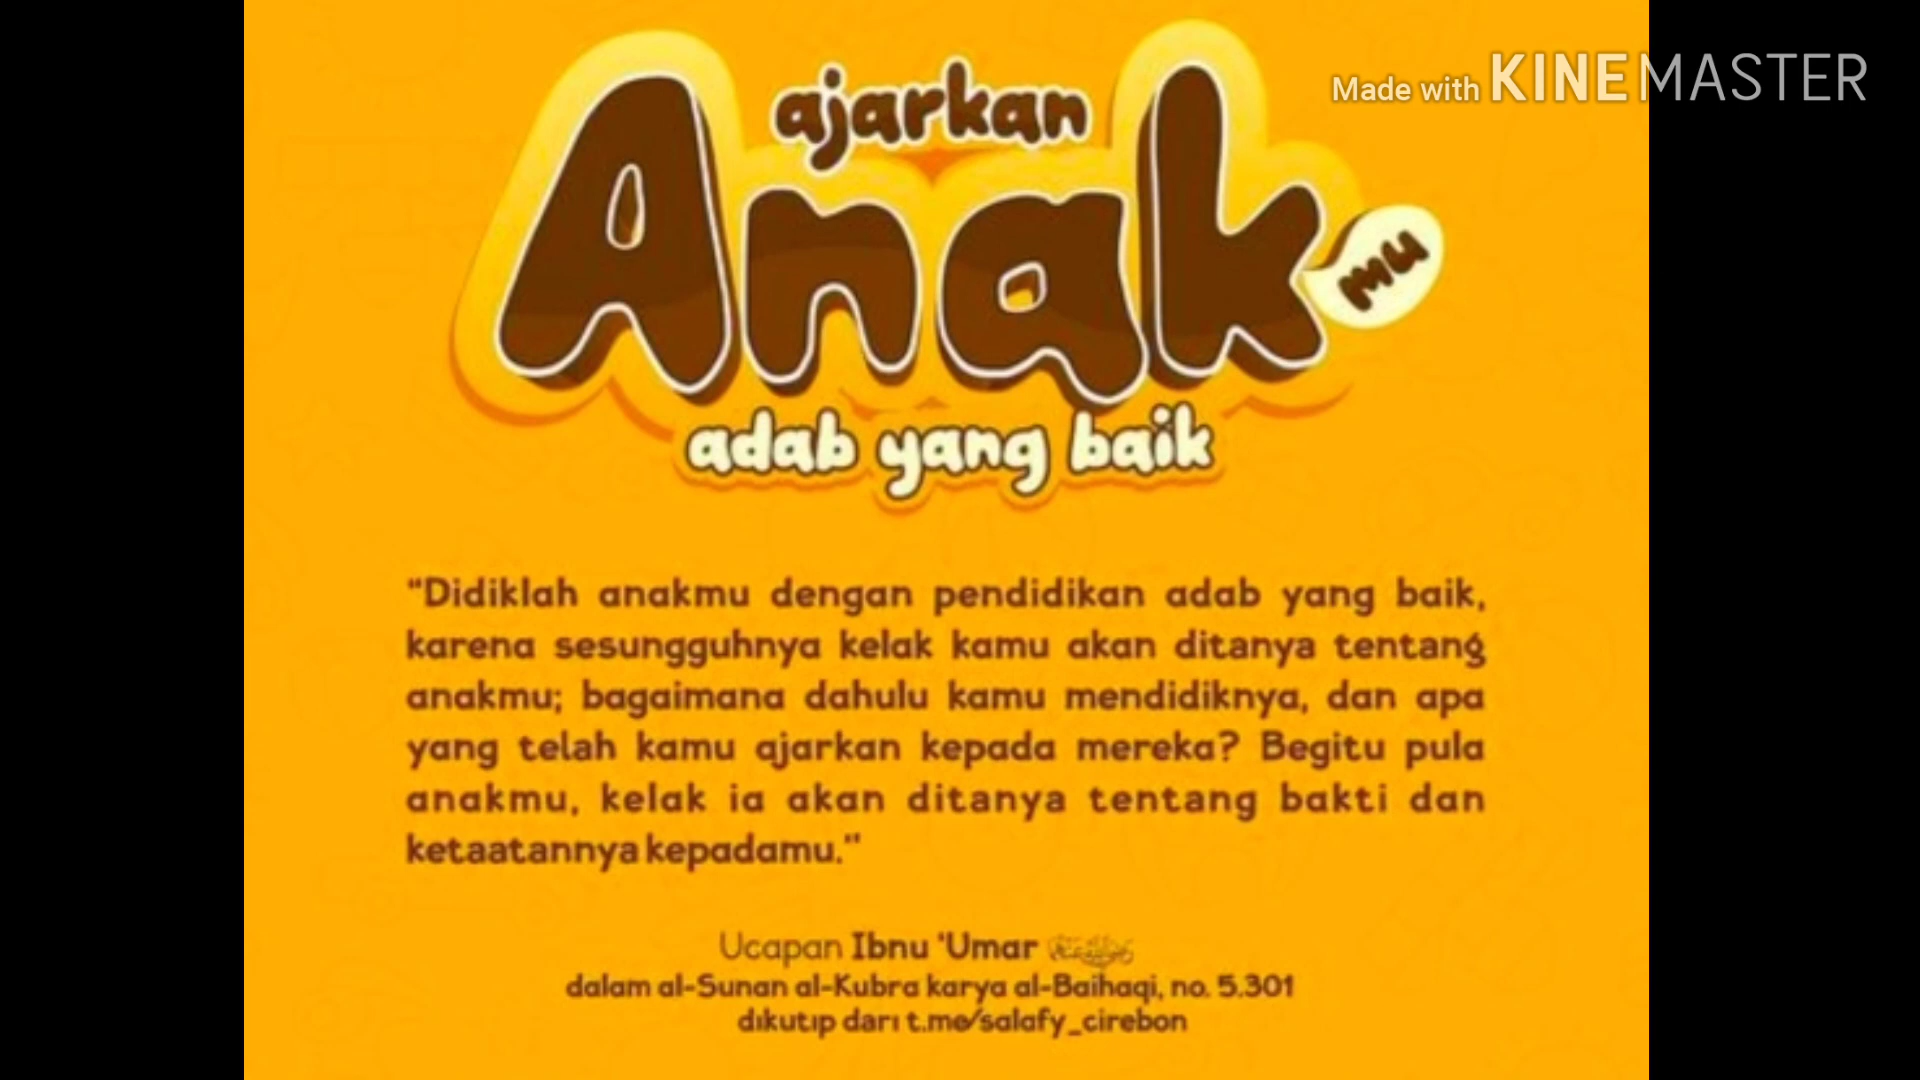 Made with KINEMASTER
ajarkan
Anak
mu
adab yang baik
"Didiklah anakmu dengan pendidikan adab yang baik,
karena sesungguhnya kelak kamu akan ditanya tentang
anakmu; bagaimana dahulu kamu mendidiknya, dan apa
yang telah kamu ajarkan kepada mereka? Begitu pula
anakmu, kelak ia akan ditanya tentang bakti dan
ketaatannya kepadamu."
Ucapan Ibnu 'Umar
dalam al-Sunan al-Kubra karya al-Baihaqi, no. 5.301
dikutip dari t.me/salafy_cirebon